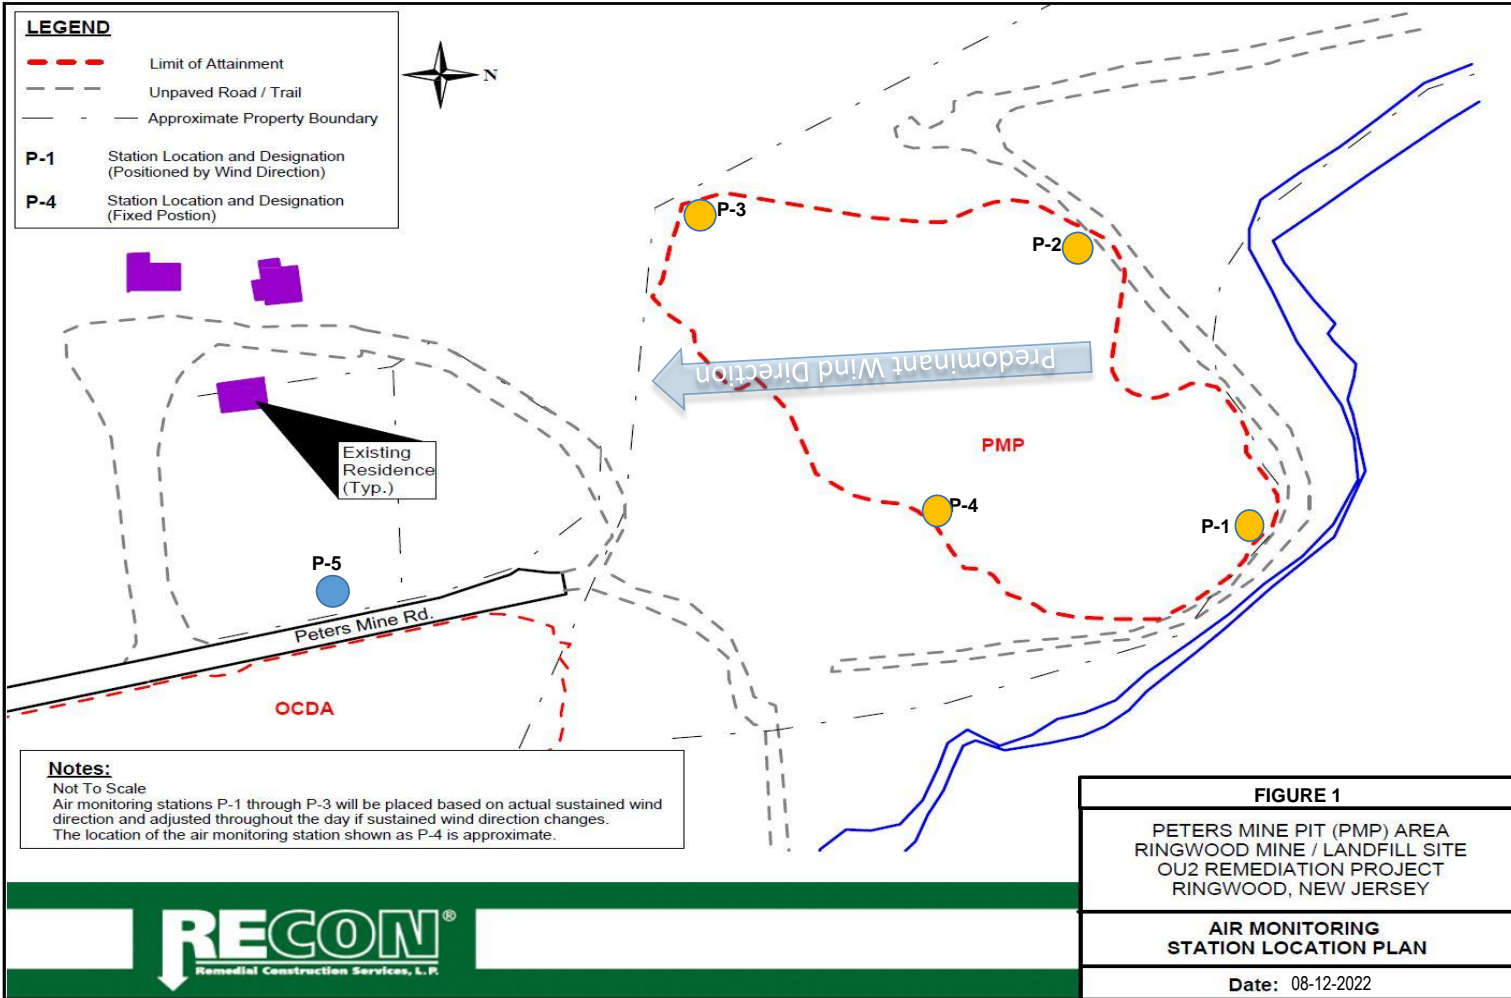 LEGEND
Limit of Attainment
Unpaved Road / Trail
Approximate Property Boundary
P-1 Station Location and Designation
(Positioned by Wind Direction)
P-4 Station Location and Designation
(Fixed Postion)
N
P-3
P-2
Predominant Wind Direction
PMP
Existing
Residence
(Typ.)
P-4
P-1
P-5
Peters Mine Rd.
OCDA
Notes:
Not To Scale
Air monitoring stations P-1 through P-3 will be placed based on actual sustained wind
direction and adjusted throughout the day if sustained wind direction changes.
The location of the air monitoring station shown as P-4 is approximate.
RECON®
Remedial Construction Services, L.P.
FIGURE 1
PETERS MINE PIT (PMP) AREA
RINGWOOD MINE / LANDFILL SITE
OU2 REMEDIATION PROJECT
RINGWOOD, NEW JERSEY
AIR MONITORING
STATION LOCATION PLAN
Date: 08-12-2022